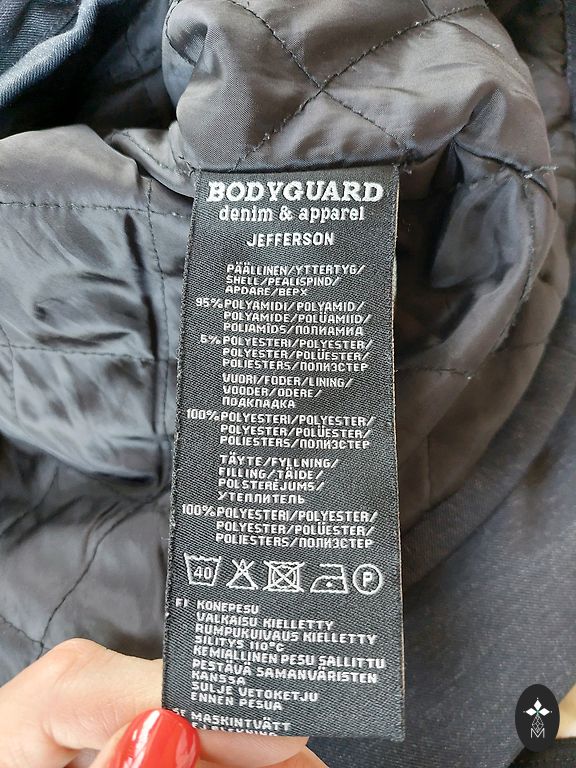 BODYGUARD
denim & apparel
JEFFERSON
PÄÄLLINEN/YTTERTYG/
SHELL/PEALISPIND/
APDARE/ВЕРХ
95%POLYAMIDI/POLYAMID/
POLYAMIDE/POLÜAMIID/
POLIAMĪDS/ПОЛИАМИД
5%POLYESTERI/POLYESTER/
POLYESTER/POLÜESTER/
POLIESTERS/ПОЛИЭСТЕР
VUORI/FODER/LINING/
VOODER/ODERE/
ПОДКЛАДКА
100%POLYESTERI/POLYESTER/
POLYESTER/POLÜESTER/
POLIESTERS/ПОЛИЭСТЕР
TÄYTE/FYLLNING/
FILLING/TÄIDE/
POLSTERĒJUMS/
УТЕПЛИТЕЛЬ
100%POLYESTERI/POLYESTER/
POLYESTER/POLÜESTER/
POLIESTERS/ПОЛИЭСТЕР
40 P
FI KONEPESU
VALKAISU KIELLETTY
RUMPUKUIVAUS KIELLETTY
SILITYS 110°C
KEMIALLINEN PESU SALLITTU
PESTÄVÄ SAMANVÄRISTEN
KANSSA
SULJE VETOKETJU
ENNEN PESUA
SE MASKINTVÄTT
M